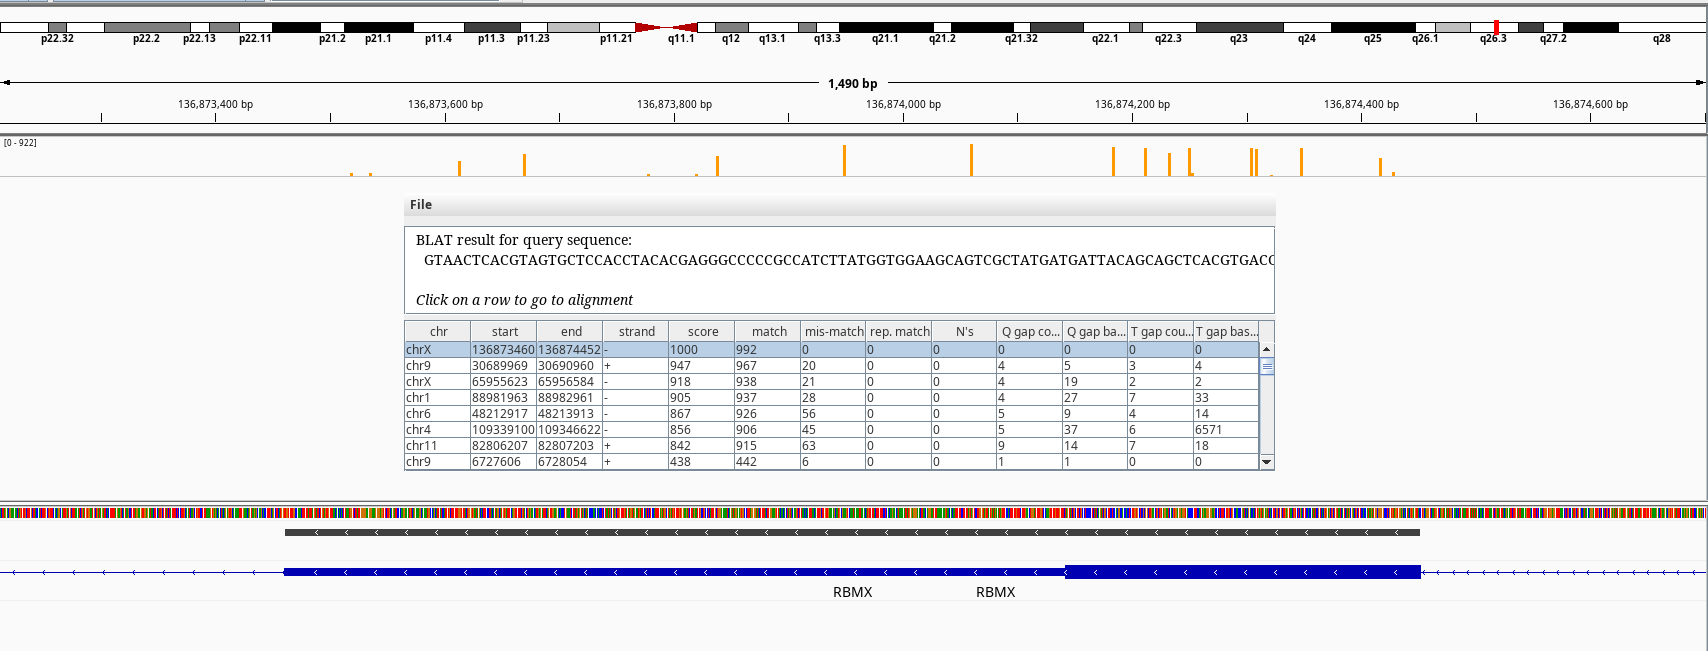 p22.32 p22.2 p22.13 p22.11 p21.2 p21.1 p11.4 p11.3 p11.23 p11.21 q11.1 q12 q13.1 q13.3 q21.1 q21.2 q21.32 q22.1 q22.3 q23 q24 q25 q26.1 q26.3 q27.2 q28
1,490 bp
136,873,400 bp 136,873,600 bp 136,873,800 bp 136,874,000 bp 136,874,200 bp 136,874,400 bp 136,874,600 bp
[0 - 922]
File
BLAT result for query sequence:
GTAACTCACGTAGTGCTCCACCTACACGAGGGCCCCCGCCATCTTATGGTGGAAGCAGTCGCTATGATGATTACAGCAGCTCACGTGACC
Click on a row to go to alignment
chr start end strand score match mis-match rep. match N's Q gap co... Q gap ba... T gap cou... T gap bas...
chrX 136873460 136874452 - 1000 992 0 0 0 0 0 0 0
chr9 30689969 30690960 + 947 967 20 0 0 4 5 3 4
chrX 65955623 65956584 - 918 938 21 0 0 4 19 2 2
chr1 88981963 88982961 - 905 937 28 0 0 4 27 7 33
chr6 48212917 48213913 - 867 926 56 0 0 5 9 4 14
chr4 109339100 109346622 - 856 906 45 0 0 5 37 6 6571
chr11 82806207 82807203 + 842 915 63 0 0 9 14 7 18
chr9 6727606 6728054 + 438 442 6 0 0 1 1 0 0
RBMX RBMX